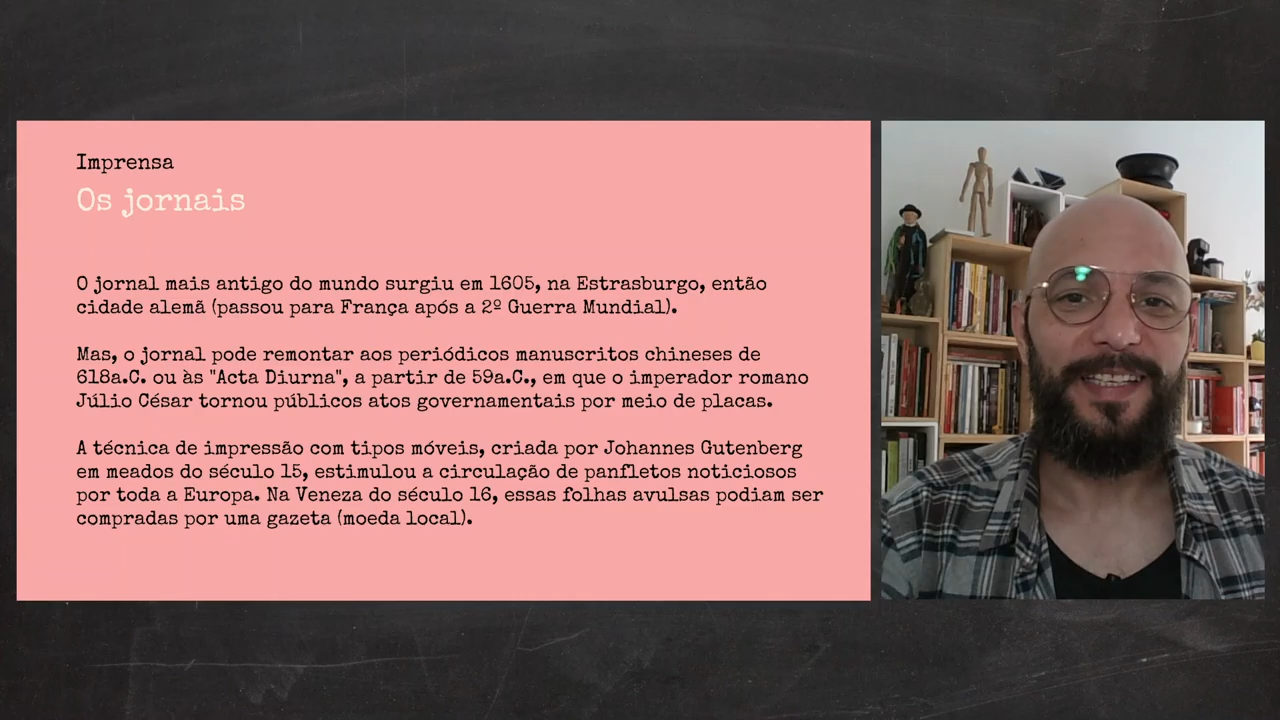 Imprensa
Os jornais
O jornal mais antigo do mundo surgiu em 1605, na Estrasburgo, então
cidade alemã (passou para França após a 2º Guerra Mundial).
Mas, o jornal pode remontar aos periódicos manuscritos chineses de
618a.C. ou às "Acta Diurna", a partir de 59a.C., em que o imperador romano
Júlio César tornou públicos atos governamentais por meio de placas.
A técnica de impressão com tipos móveis, criada por Johannes Gutenberg
em meados do século 15, estimulou a circulação de panfletos noticiosos
por toda a Europa. Na Veneza do século 16, essas folhas avulsas podiam ser
compradas por uma gazeta (moeda local).